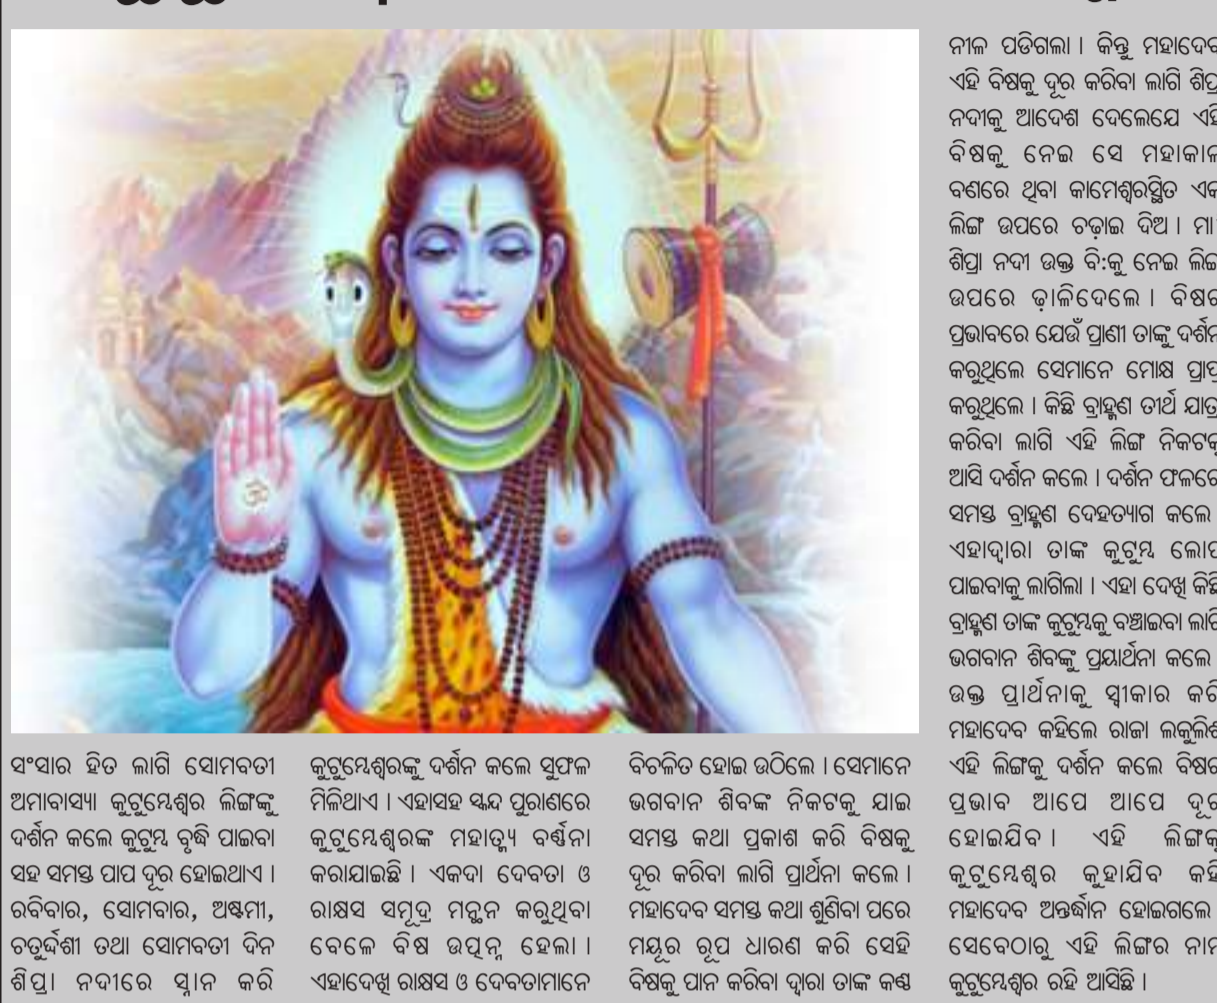 ସଂସାର ହିତ ଲାଗି ସୋମବତୀ
ଅମାବାସ୍ୟା କୁଟୁମ୍ବେଶ୍ୱର ଲିଙ୍ଗଙ୍କୁ
ଦର୍ଶନ କଲେ କୁଟୁମ୍ବ ବୃଦ୍ଧି ପାଇବା
ସହ ସମସ୍ତ ପାପ ଦୂର ହୋଇଥାଏ ।
ରବିବାର, ସୋମବାର, ଅଷ୍ଟମୀ,
ଚତୁର୍ଦ୍ଦଶୀ ତଥା ସୋମବତୀ ଦିନ
ଶିପ୍ରା ନଦୀରେ ସ୍ନାନ କରି
କୁଟୁମ୍ବେଶ୍ୱରଙ୍କୁ ଦର୍ଶନ କଲେ ସୁଫଳ
ମିଳିଥାଏ । ଏହାସହ ସ୍କନ୍ଦ ପୁରାଣରେ
କୁଟୁମ୍ବେଶ୍ୱରଙ୍କ ମହାତ୍ମ୍ୟ ବର୍ଣ୍ଣନା
କରାଯାଇଛି । ଏକଦା ଦେବତା ଓ
ରାକ୍ଷସ ସମୁଦ୍ର ମନ୍ଥନ କରୁଥିବା
ବେଳେ ବିଷ ଉତ୍ପନ୍ନ ହେଲା ।
ଏହାଦେଖି ରାକ୍ଷସ ଓ ଦେବତାମାନେ
ବିଚଳିତ ହୋଇ ଉଠିଲେ । ସେମାନେ
ଭଗବାନ ଶିବଙ୍କ ନିକଟକୁ ଯାଇ
ସମସ୍ତ କଥା ପ୍ରକାଶ କରି ବିଷକୁ
ଦୂର କରିବା ଲାଗି ପ୍ରାର୍ଥନା କଲେ ।
ମହାଦେବ ସମସ୍ତ କଥା ଶୁଣିବା ପରେ
ମୟୂର ରୂପ ଧାରଣ କରି ସେହି
ବିଷକୁ ପାନ କରିବା ଦ୍ୱାରା ତାଙ୍କ କଣ୍ଠ
ନୀଳ ପଡିଗଲା । କିନ୍ତୁ ମହାଦେବ
ଏହି ବିଷକୁ ଦୂର କରିବା ଲାଗି ଶିପ୍ରା
ନଦୀକୁ ଆଦେଶ ଦେଲେଯେ ଏହି
ବିଷକୁ ନେଇ ସେ ମହାକାଳ
ବଣରେ ଥିବା କାମେଶ୍ୱରସ୍ଥିତ ଏକ
ଲିଙ୍ଗ ଉପରେ ଚଢ଼ାଇ ଦିଅ । ମା'
ଶିପ୍ରା ନଦୀ ଉକ୍ତ ବି:କୁ ନେଇ ଲିଙ୍ଗ
ଉପରେ ଢ଼ାଳିଦେଲେ । ବିଷର
ପ୍ରଭାବରେ ଯେଉଁ ପ୍ରାଣୀ ତାଙ୍କୁ ଦର୍ଶନ
କରୁଥିଲେ ସେମାନେ ମୋକ୍ଷ ପ୍ରାପ୍ତ
କରୁଥିଲେ । କିଛି ବ୍ରାହ୍ମଣ ତୀର୍ଥ ଯାତ୍ରା
କରିବା ଲାଗି ଏହି ଲିଙ୍ଗ ନିକଟକୁ
ଆସି ଦର୍ଶନ କଲେ । ଦର୍ଶନ ଫଳରେ
ସମସ୍ତ ବ୍ରାହ୍ମଣ ଦେହତ୍ୟାଗ କଲେ
ଏହାଦ୍ୱାରା ତାଙ୍କ କୁଟୁମ୍ବ ଲୋପ
ପାଇବାକୁ ଲାଗିଲା । ଏହା ଦେଖି କିଛି
ବ୍ରାହ୍ମଣ ତାଙ୍କ କୁଟୁମ୍ବକୁ ବଞ୍ଚାଇବା ଲାଗି
ଭଗବାନ ଶିବଙ୍କୁ ପ୍ରୟାର୍ଥନା କଲେ
ଉକ୍ତ ପ୍ରାର୍ଥନାକୁ ସ୍ୱୀକାର କରି
ମହାଦେବ କହିଲେ ରାଜା ଲକୁଲିଶ
ଏହି ଲିଙ୍ଗକୁ ଦର୍ଶନ କଲେ ବିଷର
ପ୍ରଭାବ ଆପେ ଆପେ ଦୂର
ହୋଇଯିବ । ଏହି ଲିଙ୍ଗକୁ
କୁଟୁମ୍ବେଶ୍ୱର କୁହାଯିବ କହି
ମହାଦେବ ଅନ୍ତର୍ଦ୍ଧାନ ହୋଇଗଲେ
ସେବେଠାରୁ ଏହି ଲିଙ୍ଗର ନାମ
କୁଟୁମ୍ବେଶ୍ୱର ରହି ଆସିଛି ।